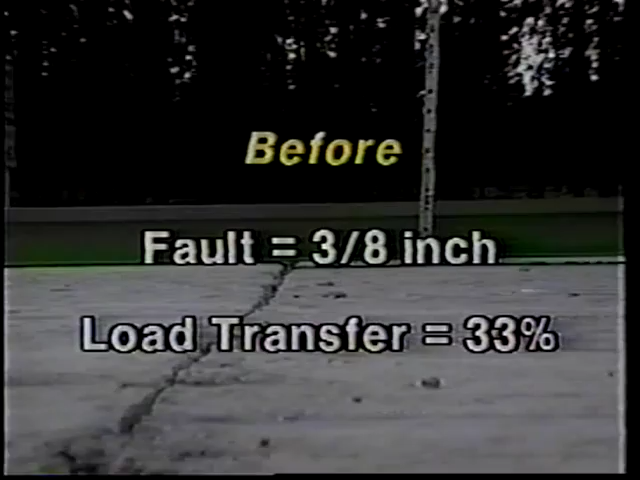 Before
Fault = 3/8 inch
Load Transfer = 33%